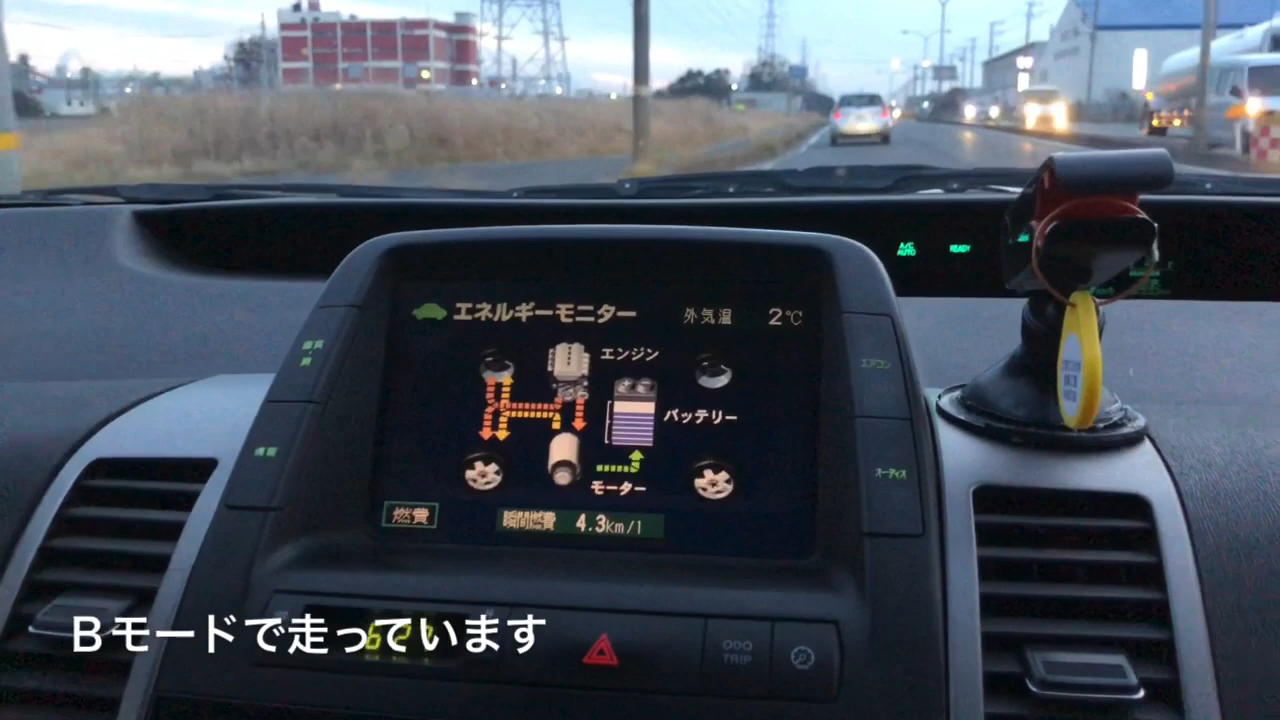 A/C
AUTO
READY
エネルギーモニター
外気温 2℃
エンジン
エアコン
バッテリー
情報
オーディオ
モーター
燃費
瞬間燃費 4.3km/l
Bモードで走っています
TRIP